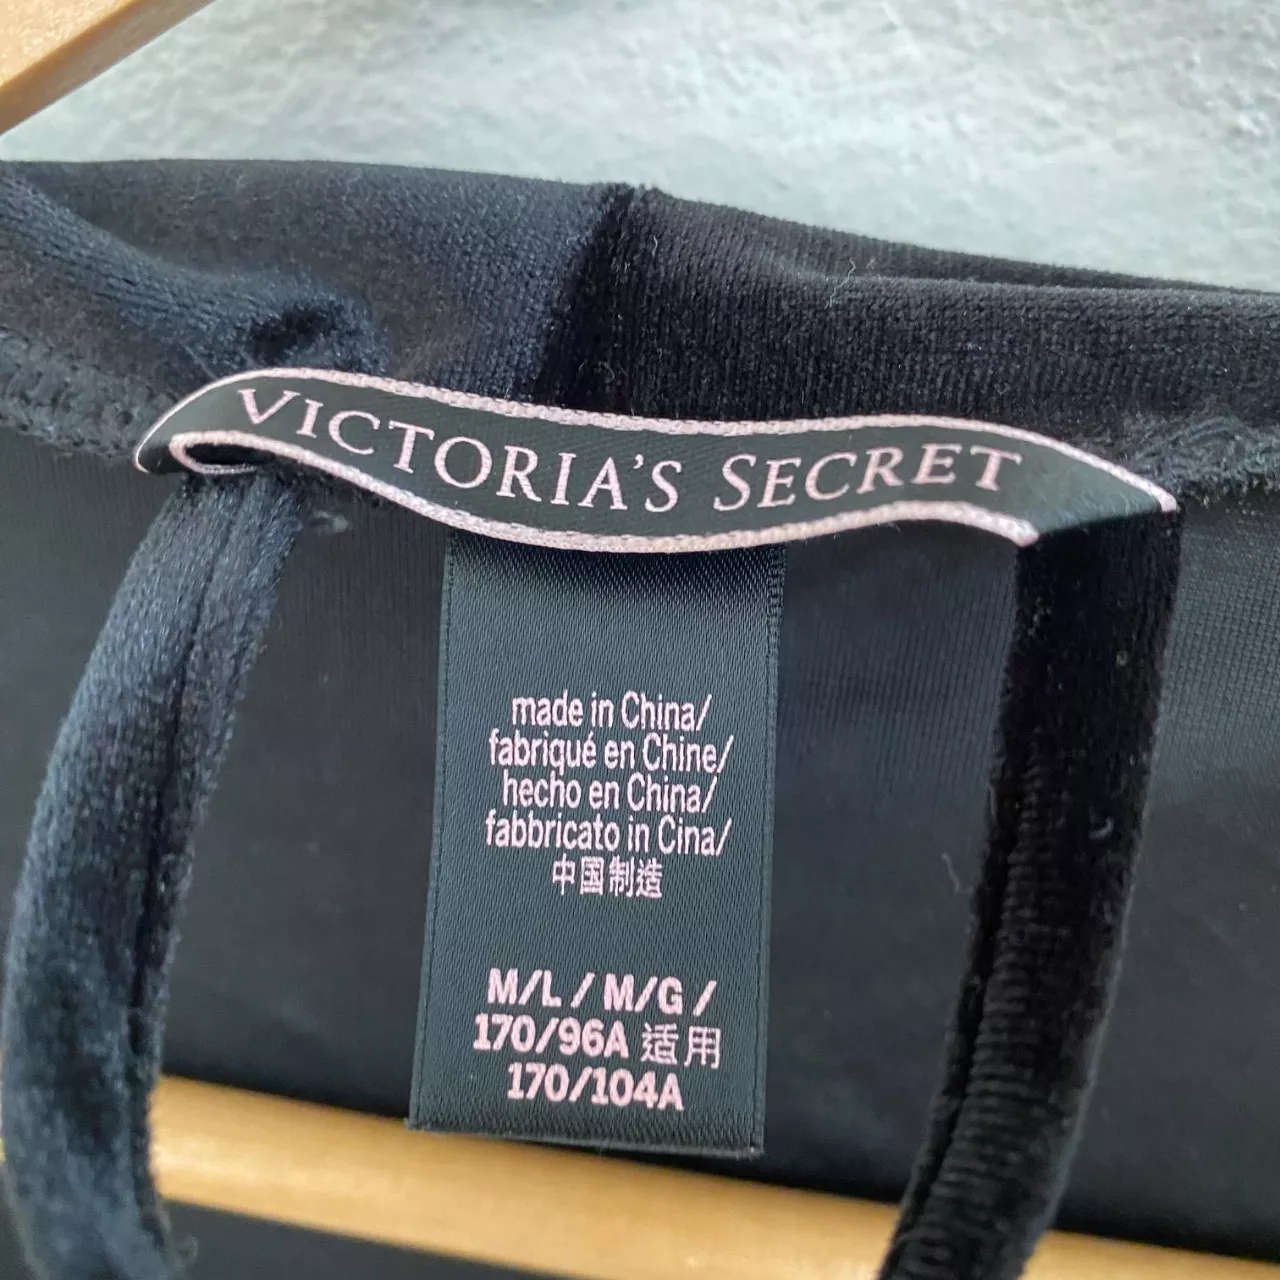 VICTORIA'S SECRET
made in China/
fabriqué en Chine/
hecho en China/
fabbricato in Cina/
中国制造
M/L / M/G /
170/96A 适用
170/104A